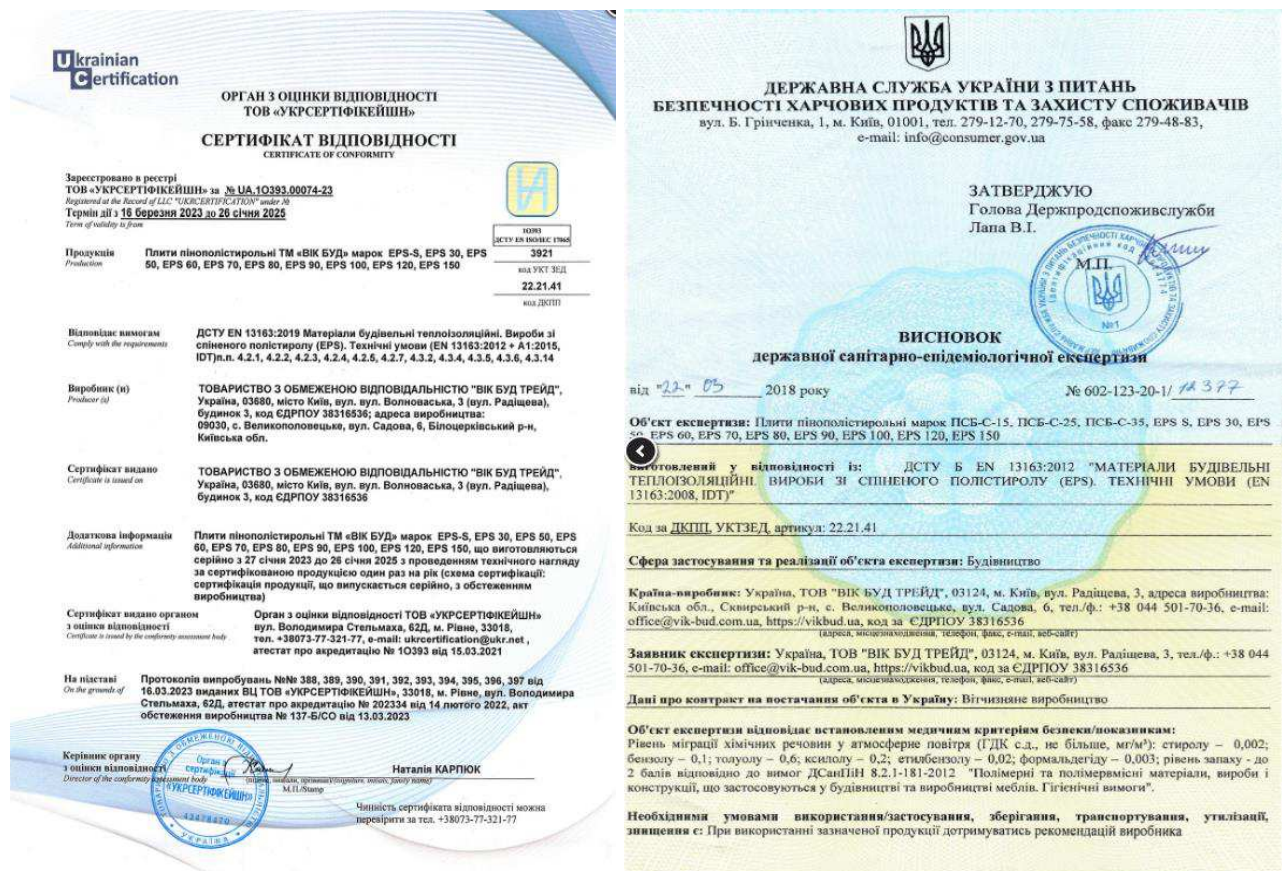 Ukrainian
Certification
ОРГАН З ОЦІНКИ ВІДПОВІДНОСТІ
ТОВ «УКРСЕРТІФІКЕЙШН»
СЕРТИФІКАТ ВІДПОВІДНОСТІ
CERTIFICATE OF CONFORMITY
Зареєстровано в реєстрі
ТОВ «УКРСЕРТІФІКЕЙШН» за № UA.1O393.00074-23
Registered at the Record of LLC "UKRCERTIFICATION" under №
Термін дії з 16 березня 2023 до 26 січня 2025
Term of validity is from
1O393
ДСТУ EN ISO/IEC 17065
Продукція Плити пінополістирольні ТМ «ВІК БУД» марок EPS-S, EPS 30, EPS
Production
50, EPS 60, EPS 70, EPS 80, EPS 90, EPS 100, EPS 120, EPS 150
3921
код УКТ ЗЕД
22.21.41
код ДКПП
Відповідає вимогам ДСТУ EN 13163:2019 Матеріали будівельні теплоізоляційні. Вироби зі
Comply with the requirements
спіненого полістиролу (EPS). Технічні умови (EN 13163:2012 + A1:2015,
IDT)п.п. 4.2.1, 4.2.2, 4.2.3, 4.2.4, 4.2.5, 4.2.7, 4.3.2, 4.3.4, 4.3.5, 4.3.6, 4.3.14
Виробник (и) ТОВАРИСТВО З ОБМЕЖЕНОЮ ВІДПОВІДАЛЬНІСТЮ "ВІК БУД ТРЕЙД",
Producer (s)
Україна, 03680, місто Київ, вул. вул. Волноваська, 3 (вул. Радіщева),
будинок 3, код ЄДРПОУ 38316536; адреса виробництва:
09030, с. Великополовецьке, вул. Садова, 6, Білоцерківський р-н,
Київська обл.
Сертифікат видано ТОВАРИСТВО З ОБМЕЖЕНОЮ ВІДПОВІДАЛЬНІСТЮ "ВІК БУД ТРЕЙД",
Certificate is issued on
Україна, 03680, місто Київ, вул. вул. Волноваська, 3 (вул. Радіщева),
будинок 3, код ЄДРПОУ 38316536
Додаткова інформація Плити пінополістирольні ТМ «ВІК БУД» марок EPS-S, EPS 30, EPS 50, EPS
Additional information
60, EPS 70, EPS 80, EPS 90, EPS 100, EPS 120, EPS 150, що виготовляються
серійно з 27 січня 2023 до 26 січня 2025 з проведенням технічного нагляду
за сертифікованою продукцією один раз на рік (схема сертифікації:
сертифікація продукції, що випускається серійно, з обстеженням
виробництва)
Сертифікат видано органом Орган з оцінки відповідності ТОВ «УКРСЕРТІФІКЕЙШН»
з оцінки відповідності вул. Володимира Стельмаха, 62Д, м. Рівне, 33018,
Certificate is issued by the conformity assessment body
тел. +38073-77-321-77, e-mail: ukrcertification@ukr.net ,
атестат про акредитацію № 1О393 від 15.03.2021
На підставі Протоколів випробувань №№ 388, 389, 390, 391, 392, 393, 394, 395, 396, 397 від
On the grounds of
16.03.2023 виданих ВЦ ТОВ «УКРСЕРТІФІКЕЙШН», 33018, м. Рівне, вул. Володимира
Стельмаха, 62Д, атестат про акредитацію № 202334 від 14 лютого 2022, акт
обстеження виробництва № 137-Б/СО від 13.03.2023
Керівник органу
з оцінки відповідності Наталія КАРПЮК
Director of the conformity assessment body
М.П./Stamp
Орган з
сертифікації
«УКРСЕРТІФІКЕЙШН»
43478470
УКРАЇНА
Чинність сертифіката відповідності можна
перевірити за тел. +38073-77-321-77
ДЕРЖАВНА СЛУЖБА УКРАЇНИ З ПИТАНЬ
БЕЗПЕЧНОСТІ ХАРЧОВИХ ПРОДУКТІВ ТА ЗАХИСТУ СПОЖИВАЧІВ
вул. Б. Грінченка, 1, м. Київ, 01001, тел. 279-12-70, 279-75-58, факс 279-48-83,
e-mail: info@consumer.gov.ua
ЗАТВЕРДЖУЮ
Голова Держпродспоживслужби
Лапа В.І.
М.П.
№1
ВИСНОВОК
державної санітарно-епідеміологічної експертизи
від "22" 03 2018 року № 602-123-20-1/ 12377
Об'єкт експертизи: Плити пінополістирольні марок ПСБ-С-15, ПСБ-С-25, ПСБ-С-35, EPS S, EPS 30, EPS
50, EPS 60, EPS 70, EPS 80, EPS 90, EPS 100, EPS 120, EPS 150
виготовлений у відповідності із: ДСТУ Б EN 13163:2012 "МАТЕРІАЛИ БУДІВЕЛЬНІ
ТЕПЛОІЗОЛЯЦІЙНІ. ВИРОБИ ЗІ СПІНЕНОГО ПОЛІСТИРОЛУ (EPS). ТЕХНІЧНІ УМОВИ (EN
13163:2008, IDT)"
Код за ДКПП, УКТЗЕД, артикул: 22.21.41
Сфера застосування та реалізації об'єкта експертизи: Будівництво
Країна-виробник: Україна, ТОВ "ВІК БУД ТРЕЙД", 03124, м. Київ, вул. Радіщева, 3, адреса виробництва:
Київська обл., Сквирський р-н, с. Великополовецьке, вул. Садова, 6, тел./ф.: +38 044 501-70-36, e-mail:
office@vik-bud.com.ua, https://vikbud.ua, код за ЄДРПОУ 38316536
(адреса, місцезнаходження, телефон, факс, e-mail, веб-сайт)
Заявник експертизи: Україна, ТОВ "ВІК БУД ТРЕЙД", 03124, м. Київ, вул. Радіщева, 3, тел./ф.: +38 044
501-70-36, e-mail: office@vik-bud.com.ua, https://vikbud.ua, код за ЄДРПОУ 38316536
(адреса, місцезнаходження, телефон, факс, e-mail, веб-сайт)
Дані про контракт на постачання об'єкта в Україну: Вітчизняне виробництво
Об'єкт експертизи відповідає встановленим медичним критеріям безпеки/показникам:
Рівень міграції хімічних речовин у атмосферне повітря (ГДК с.д., не більше, мг/м³): стиролу – 0,002;
бензолу – 0,1; толуолу – 0,6; ксилолу – 0,2; етилбензолу – 0,02; формальдегіду – 0,003; рівень запаху - до
2 балів відповідно до вимог ДСанПіН 8.2.1-181-2012 "Полімерні та полімервмісні матеріали, вироби і
конструкції, що застосовуються у будівництві та виробництві меблів. Гігієнічні вимоги".
Необхідними умовами використання/застосування, зберігання, транспортування, утилізації,
знищення є: При використанні зазначеної продукції дотримуватись рекомендацій виробника